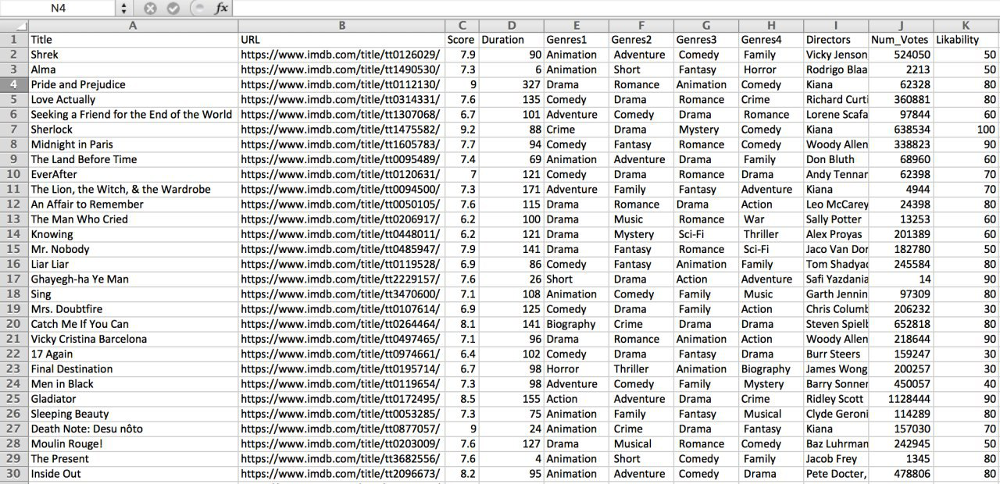 N4 fx
A B C D E F G H I J K
1 Title URL Score Duration Genres1 Genres2 Genres3 Genres4 Directors Num_Votes Likability
2 Shrek https://www.imdb.com/title/tt0126029/ 7.9 90 Animation Adventure Comedy Family Vicky Jenson 524050 50
3 Alma https://www.imdb.com/title/tt1490530/ 7.3 6 Animation Short Fantasy Horror Rodrigo Blaa 2213 50
4 Pride and Prejudice https://www.imdb.com/title/tt0112130/ 9 327 Drama Romance Animation Comedy Kiana 62328 80
5 Love Actually https://www.imdb.com/title/tt0314331/ 7.6 135 Comedy Drama Romance Crime Richard Curti 360881 80
6 Seeking a Friend for the End of the World https://www.imdb.com/title/tt1307068/ 6.7 101 Adventure Comedy Drama Romance Lorene Scafa 97844 60
7 Sherlock https://www.imdb.com/title/tt1475582/ 9.2 88 Crime Drama Mystery Comedy Kiana 638534 100
8 Midnight in Paris https://www.imdb.com/title/tt1605783/ 7.7 94 Comedy Fantasy Romance Comedy Woody Allen 338823 90
9 The Land Before Time https://www.imdb.com/title/tt0095489/ 7.4 69 Animation Adventure Drama Family Don Bluth 68960 60
10 EverAfter https://www.imdb.com/title/tt0120631/ 7 121 Comedy Drama Romance Drama Andy Tennar 62398 70
11 The Lion, the Witch, & the Wardrobe https://www.imdb.com/title/tt0094500/ 7.3 171 Adventure Family Fantasy Adventure Kiana 4944 70
12 An Affair to Remember https://www.imdb.com/title/tt0050105/ 7.6 115 Drama Romance Drama Action Leo McCarey 24398 80
13 The Man Who Cried https://www.imdb.com/title/tt0206917/ 6.2 100 Drama Music Romance War Sally Potter 13253 60
14 Knowing https://www.imdb.com/title/tt0448011/ 6.2 121 Drama Mystery Sci-Fi Thriller Alex Proyas 201389 60
15 Mr. Nobody https://www.imdb.com/title/tt0485947/ 7.9 141 Drama Fantasy Romance Sci-Fi Jaco Van Dor 182780 50
16 Liar Liar https://www.imdb.com/title/tt0119528/ 6.9 86 Comedy Fantasy Animation Family Tom Shadyac 245584 80
17 Ghayegh-ha Ye Man https://www.imdb.com/title/tt2229157/ 7.6 26 Short Drama Action Adventure Safi Yazdania 14 90
18 Sing https://www.imdb.com/title/tt3470600/ 7.1 108 Animation Comedy Family Music Garth Jennin 97309 80
19 Mrs. Doubtfire https://www.imdb.com/title/tt0107614/ 6.9 125 Comedy Drama Family Action Chris Columb 206232 30
20 Catch Me If You Can https://www.imdb.com/title/tt0264464/ 8.1 141 Biography Crime Drama Drama Steven Spielb 652818 80
21 Vicky Cristina Barcelona https://www.imdb.com/title/tt0497465/ 7.1 96 Drama Romance Animation Action Woody Allen 218644 90
22 17 Again https://www.imdb.com/title/tt0974661/ 6.4 102 Comedy Drama Fantasy Drama Burr Steers 159247 30
23 Final Destination https://www.imdb.com/title/tt0195714/ 6.7 98 Horror Thriller Animation Biography James Wong 200257 30
24 Men in Black https://www.imdb.com/title/tt0119654/ 7.3 98 Adventure Comedy Family Mystery Barry Sonner 450057 40
25 Gladiator https://www.imdb.com/title/tt0172495/ 8.5 155 Action Adventure Drama Crime Ridley Scott 1128444 90
26 Sleeping Beauty https://www.imdb.com/title/tt0053285/ 7.3 75 Animation Family Fantasy Musical Clyde Geroni 114289 80
27 Death Note: Desu nôto https://www.imdb.com/title/tt0877057/ 9 24 Animation Crime Drama Fantasy Kiana 157030 70
28 Moulin Rouge! https://www.imdb.com/title/tt0203009/ 7.6 127 Drama Musical Romance Comedy Baz Luhrman 242945 50
29 The Present https://www.imdb.com/title/tt3682556/ 7.6 4 Animation Short Comedy Family Jacob Frey 1345 80
30 Inside Out https://www.imdb.com/title/tt2096673/ 8.2 95 Animation Adventure Comedy Drama Pete Docter, 478806 80